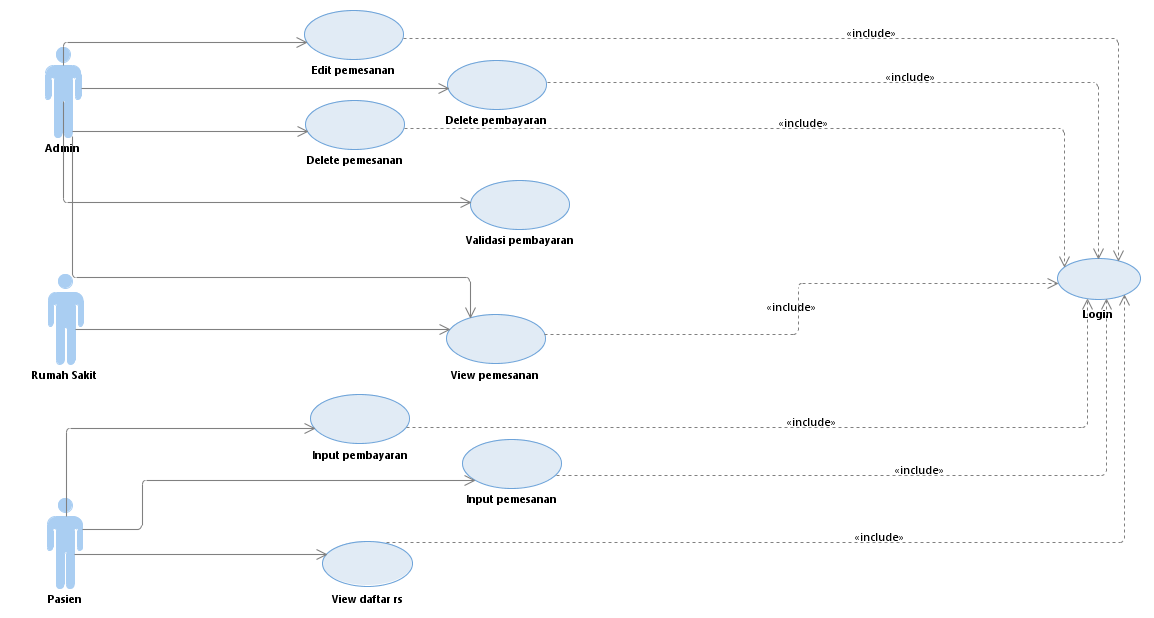 «include»
Edit pemesanan
«include»
Delete pembayaran
«include»
Admin
Delete pemesanan
Validasi pembayaran
«include»
Login
Rumah Sakit
View pemesanan
«include»
Input pembayaran
«include»
Input pemesanan
«include»
Pasien
View daftar rs